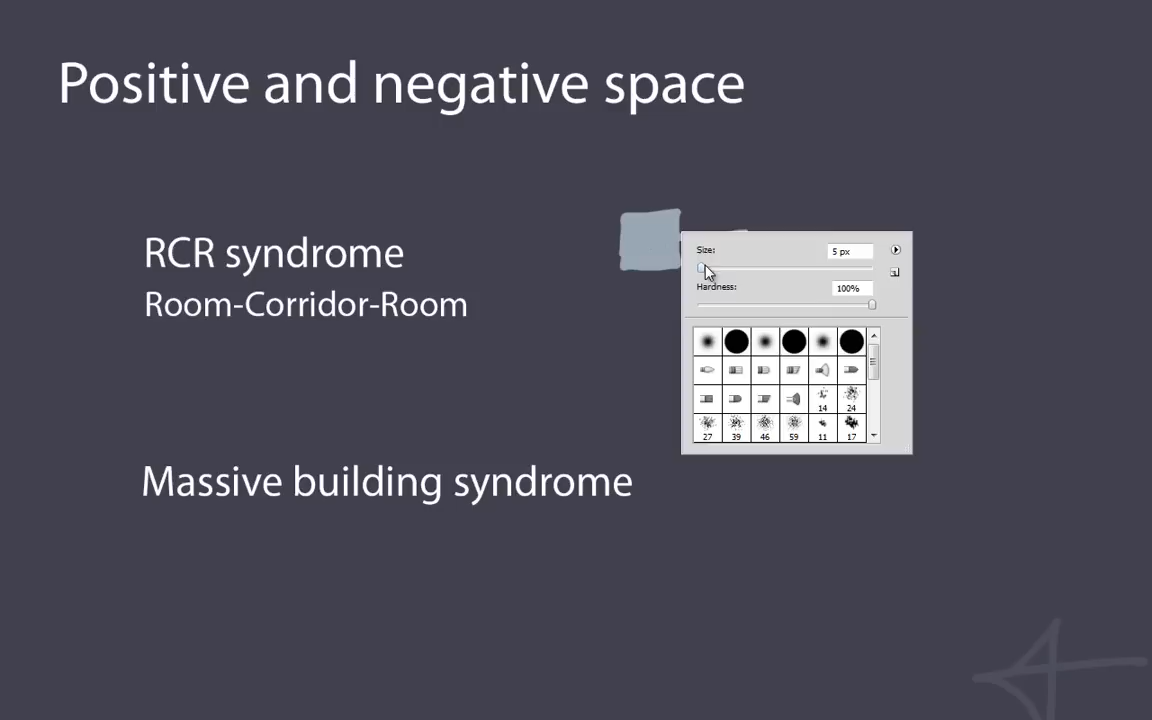 Positive and negative space
RCR syndrome
Room-Corridor-Room
Size:
5 px
Hardness:
100%
14 24
27 39 46 59 11 17
Massive building syndrome